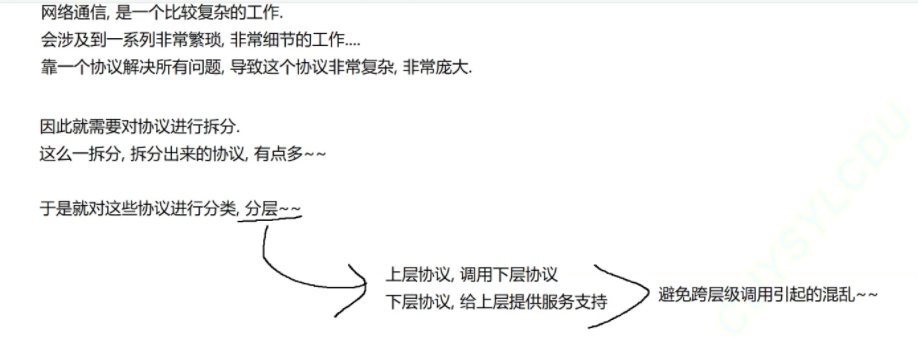 网络通信, 是一个比较复杂的工作.
会涉及到一系列非常繁琐, 非常细节的工作....
靠一个协议解决所有问题, 导致这个协议非常复杂, 非常庞大.
因此就需要对协议进行拆分.
这么一拆分, 拆分出来的协议, 有点多~~
于是就对这些协议进行分类, 分层~~
上层协议, 调用下层协议
下层协议, 给上层提供服务支持
避免跨层级调用引起的混乱~~